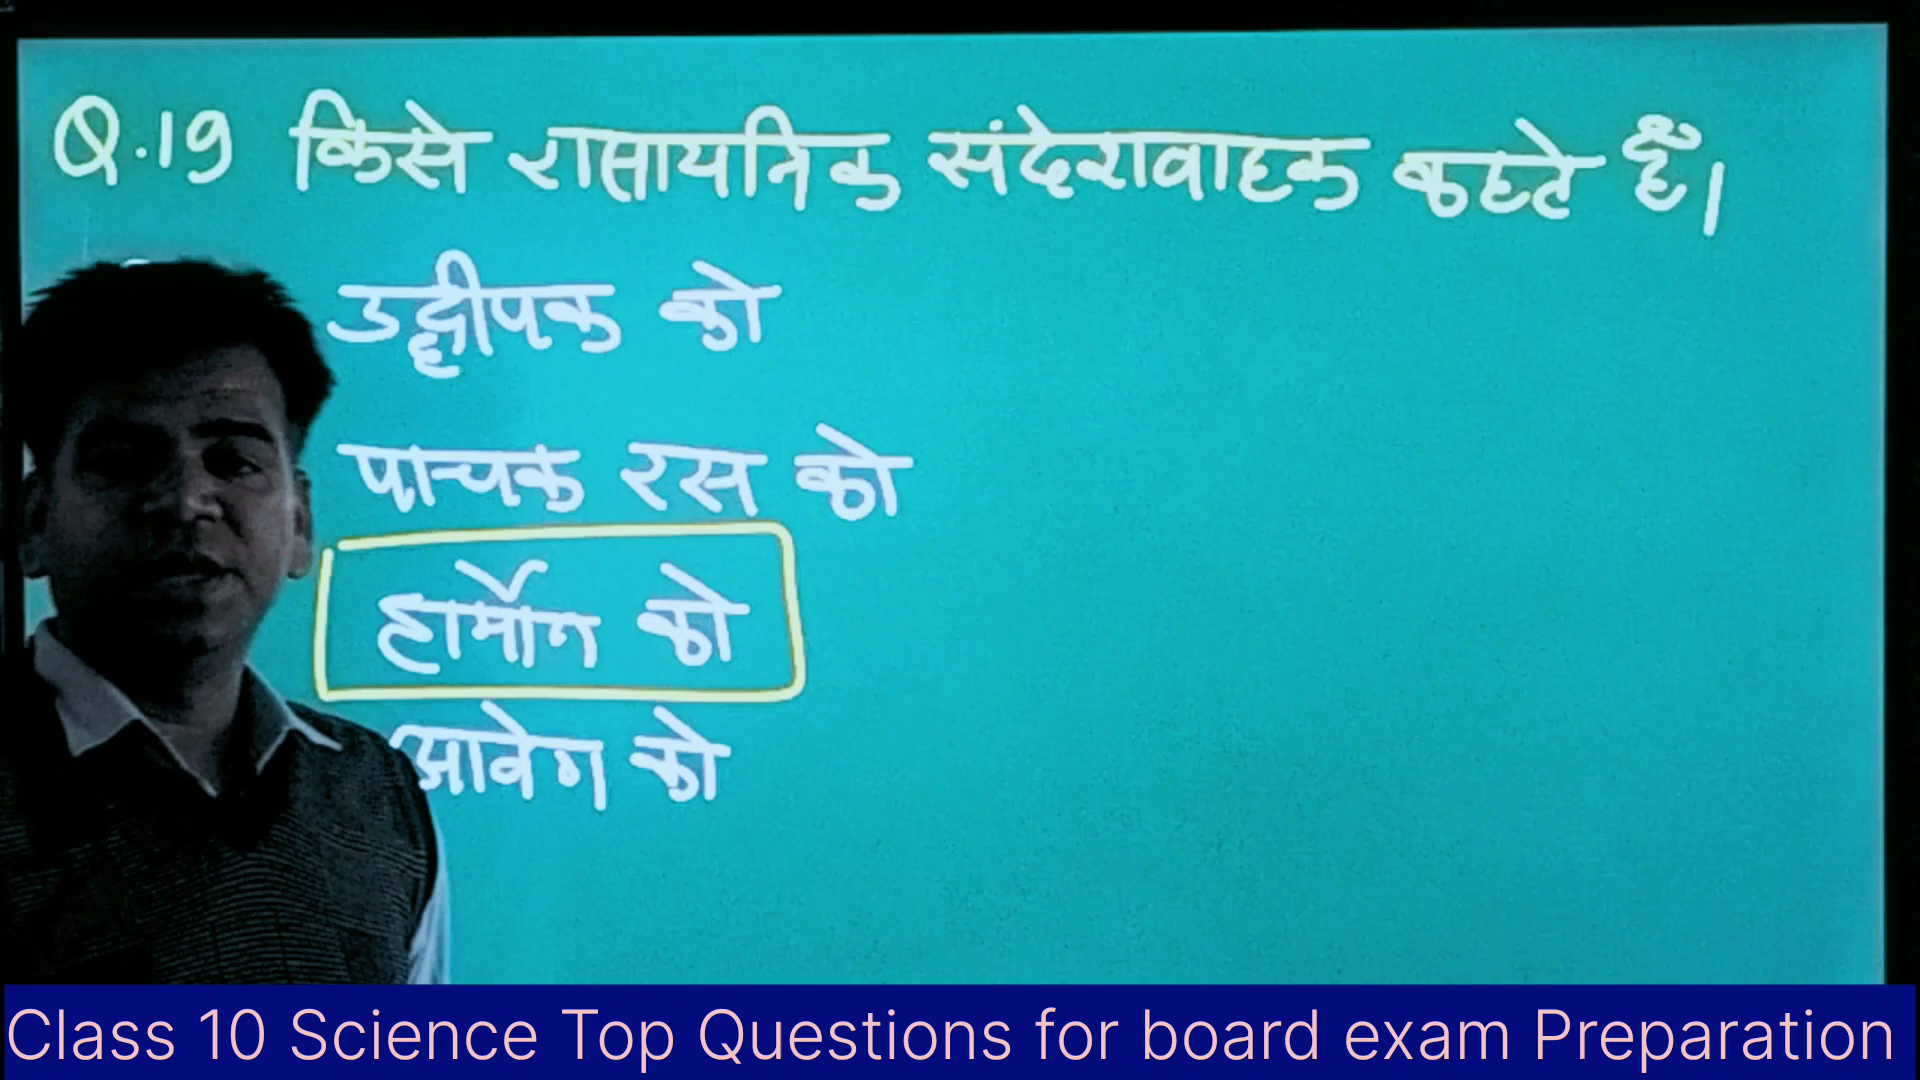 Q.19 किसे रासायनिक संदेशवाहक कहते हैं।
उद्दीपक को
पाचक रस को
हार्मोन को
आवेग को
Class 10 Science Top Questions for board exam Preparation